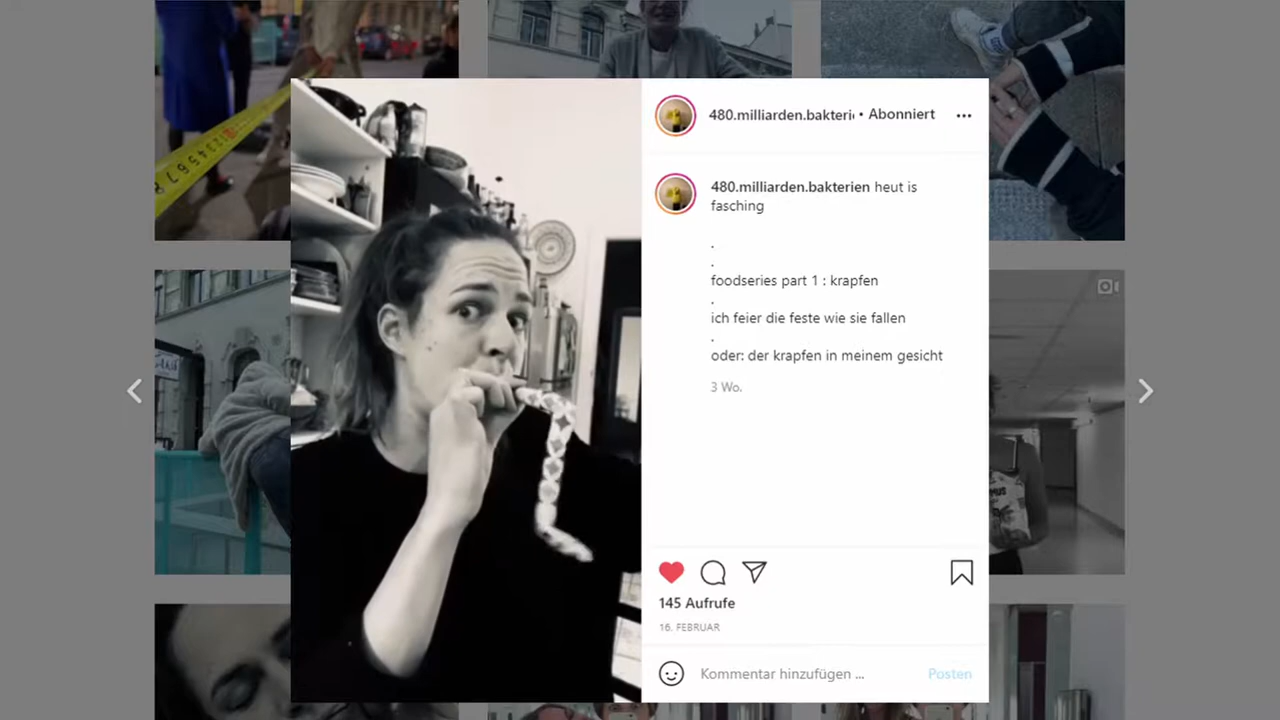 480.milliarden.bakteri • Abonniert
480.milliarden.bakterien heut is
fasching
.
.
foodseries part 1 : krapfen
.
ich feier die feste wie sie fallen
.
oder: der krapfen in meinem gesicht
3 Wo.
145 Aufrufe
16. FEBRUAR
Kommentar hinzufügen ...
Posten